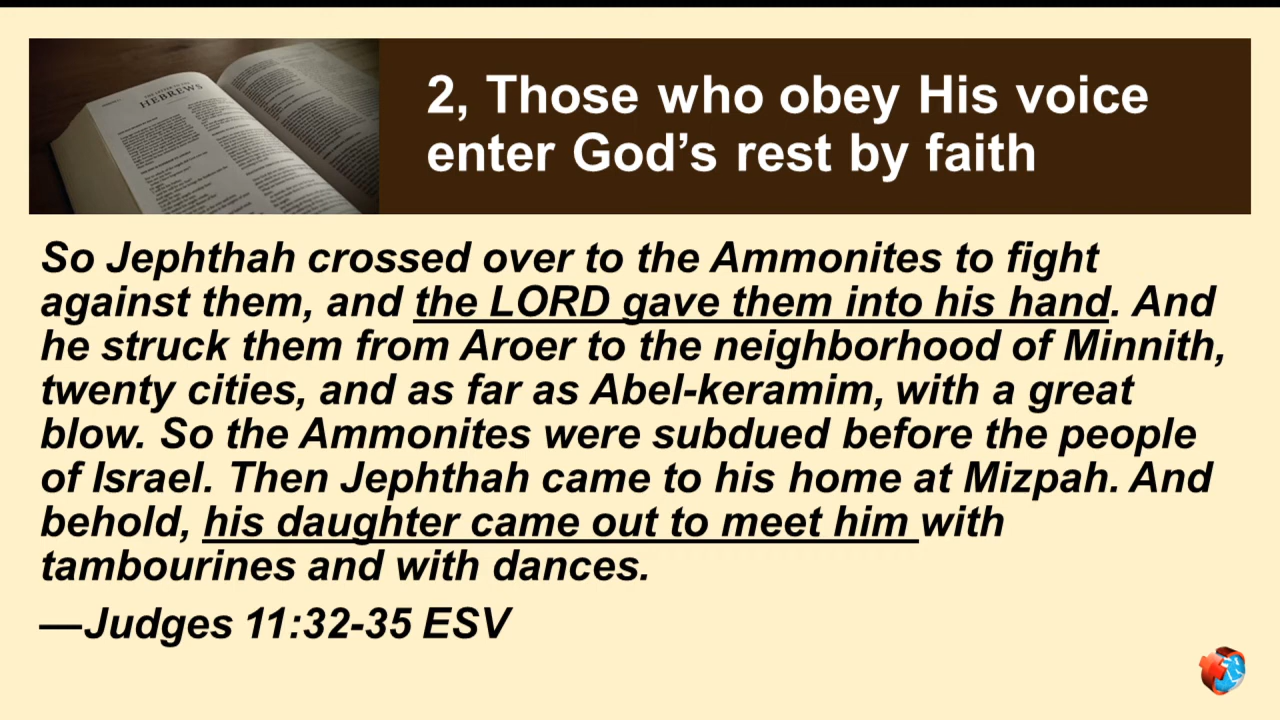 HEBREWS
2, Those who obey His voice
enter God’s rest by faith
So Jephthah crossed over to the Ammonites to fight
against them, and the LORD gave them into his hand. And
he struck them from Aroer to the neighborhood of Minnith,
twenty cities, and as far as Abel-keramim, with a great
blow. So the Ammonites were subdued before the people
of Israel. Then Jephthah came to his home at Mizpah. And
behold, his daughter came out to meet him with
tambourines and with dances.
—Judges 11:32-35 ESV